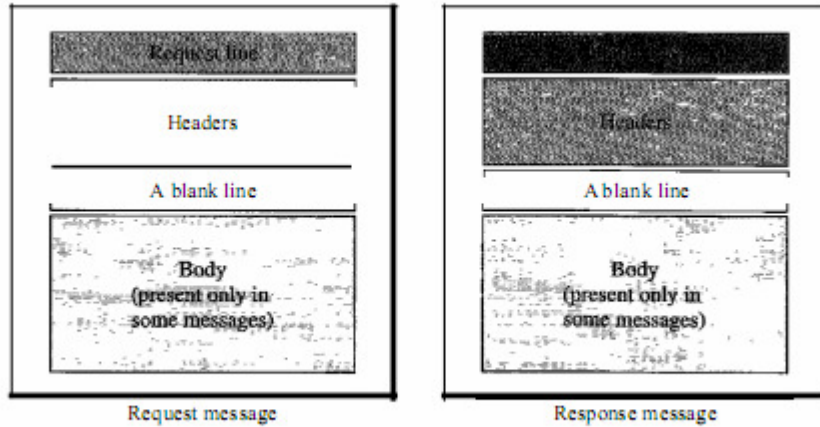 Request line
Headers
A blank line
Body
(present only in
some messages)
Request message
Headers
A blank line
Body
(present only in
some messages)
Response message